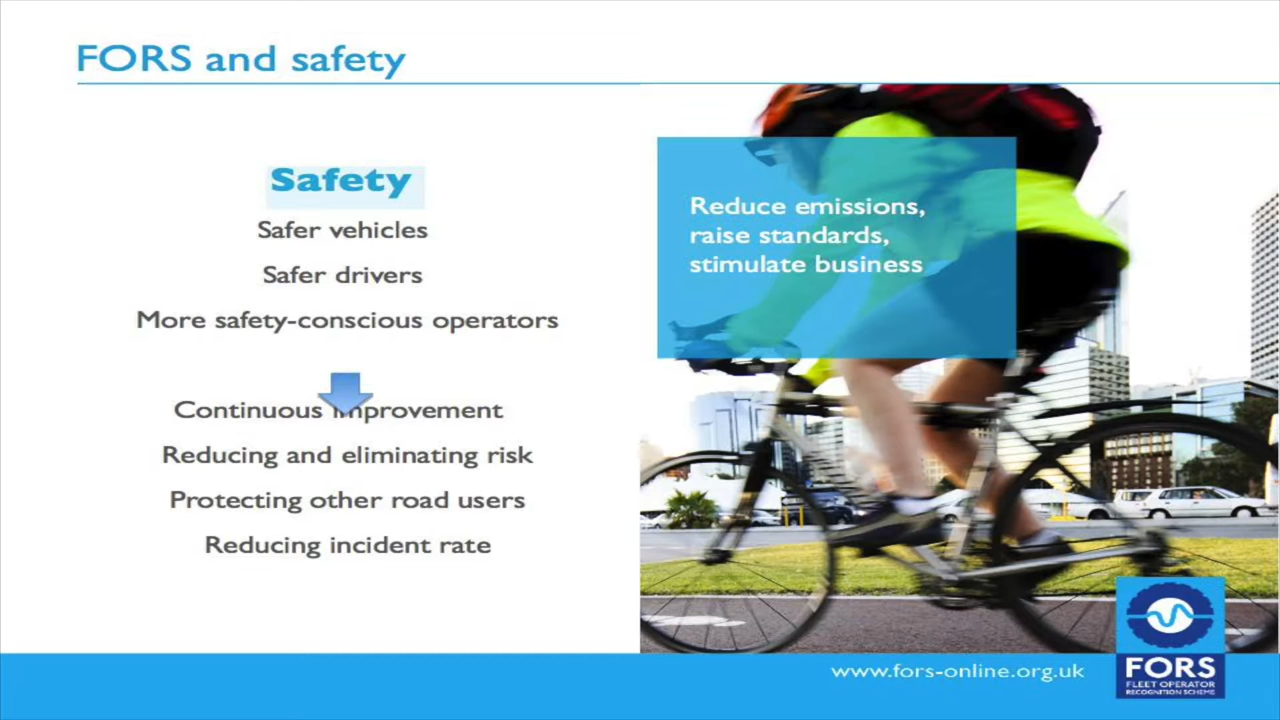 FORS and safety
Safety
Safer vehicles
Safer drivers
More safety-conscious operators
Continuous improvement
Reducing and eliminating risk
Protecting other road users
Reducing incident rate
Reduce emissions,
raise standards,
stimulate business
www.fors-online.org.uk
FORS
FLEET OPERATOR
RECOGNITION SCHEME